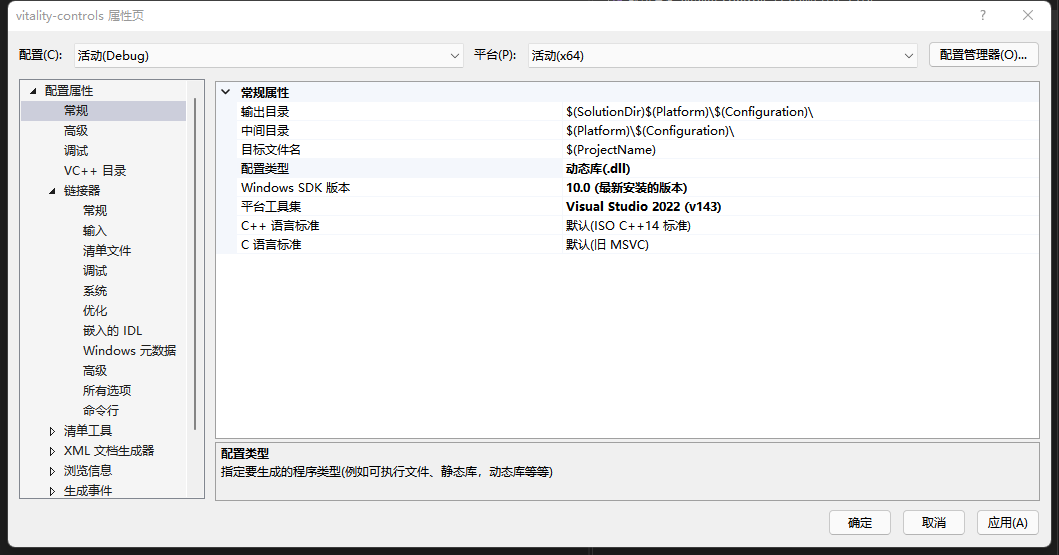 vitality-controls 属性页
配置(C): 活动(Debug) 平台(P): 活动(x64) 配置管理器(O)...
配置属性
常规
高级
调试
VC++ 目录
链接器
常规
输入
清单文件
调试
系统
优化
嵌入的 IDL
Windows 元数据
高级
所有选项
命令行
清单工具
XML 文档生成器
浏览信息
生成事件
常规属性
输出目录 $(SolutionDir)$(Platform)\$(Configuration)\
中间目录 $(Platform)\$(Configuration)\
目标文件名 $(ProjectName)
配置类型 动态库(.dll)
Windows SDK 版本 10.0 (最新安装的版本)
平台工具集 Visual Studio 2022 (v143)
C++ 语言标准 默认(ISO C++14 标准)
C 语言标准 默认(旧 MSVC)
配置类型
指定要生成的程序类型(例如可执行文件、静态库，动态库等等)
确定 取消 应用(A)